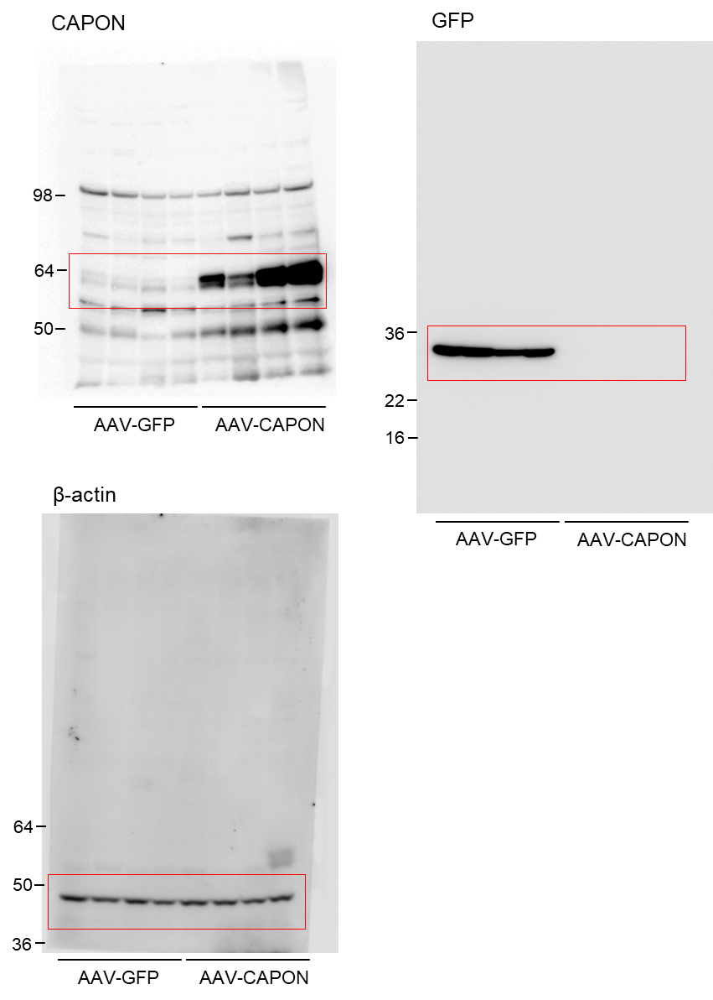 CAPON
98
64
50
AAV-GFP AAV-CAPON
GFP
36
22
16
AAV-GFP AAV-CAPON
β-actin
64
50
36
AAV-GFP AAV-CAPON